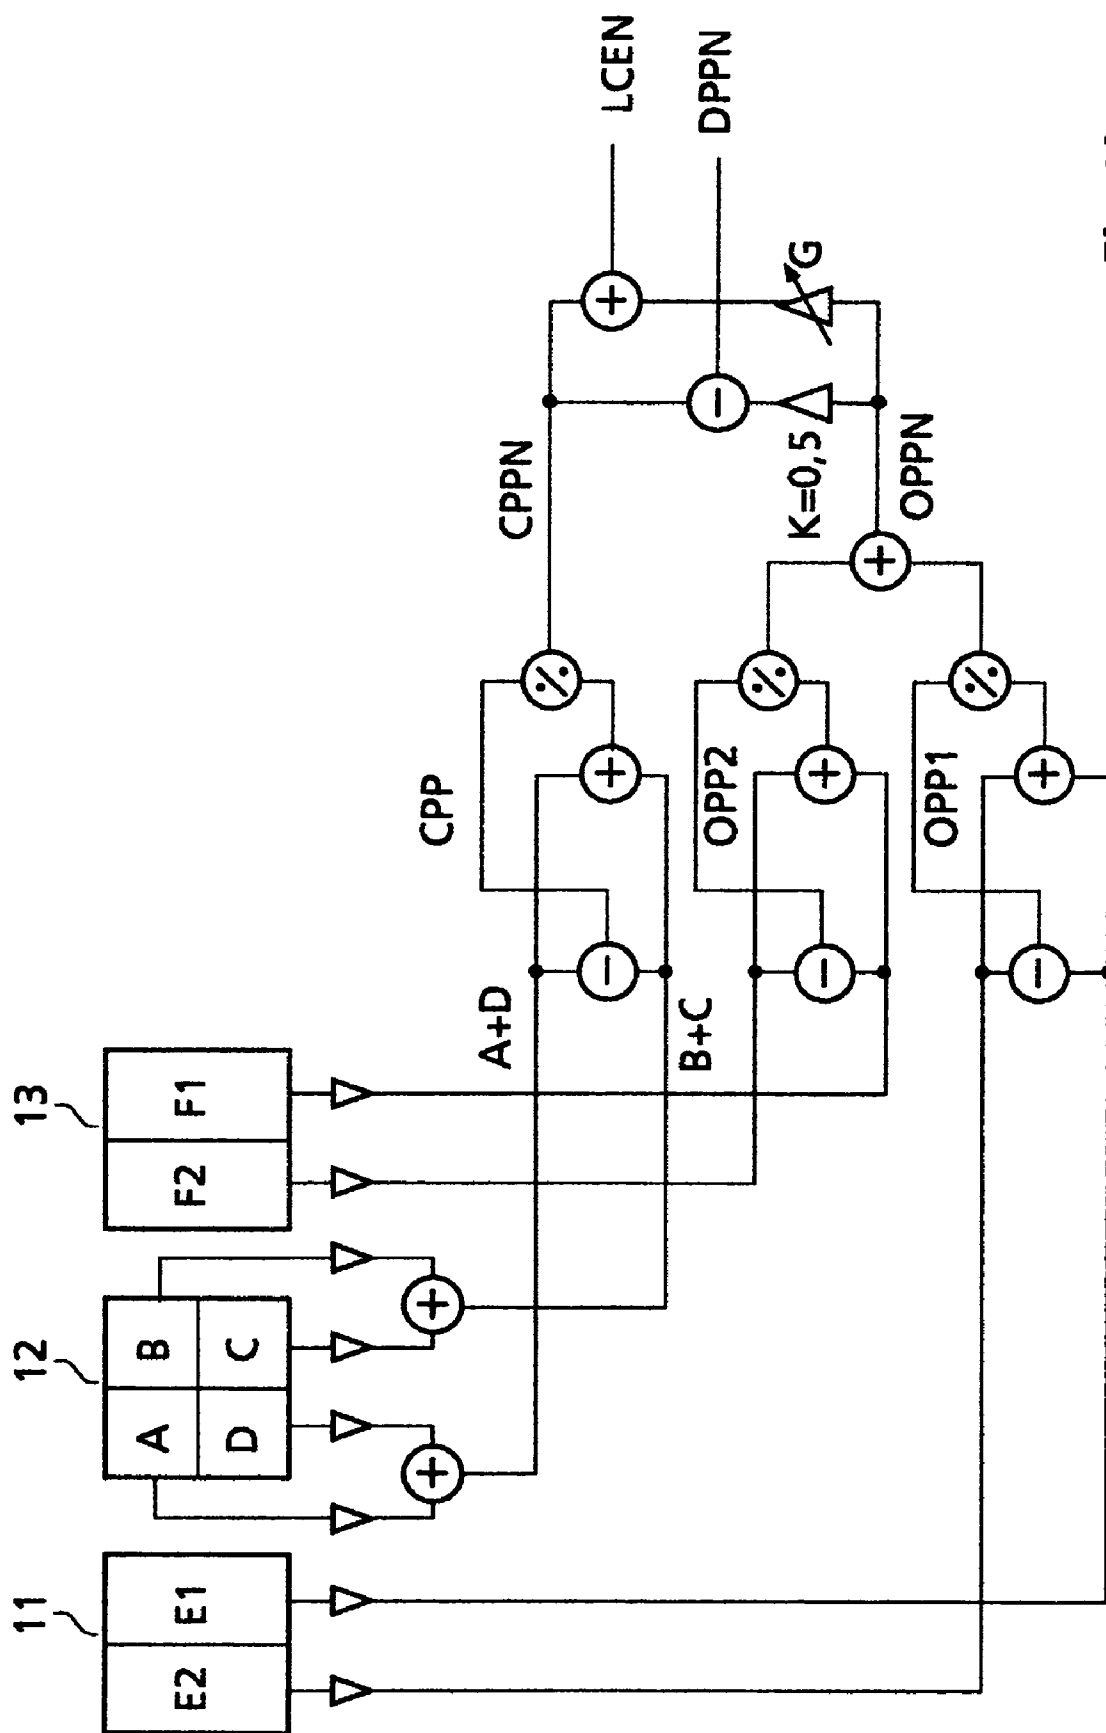 11
E2 E1
12
A B
D C
13
F2 F1
A+D
B+C
CPP
OPP2
OPP1
CPPN
K=0,5
OPPN
G
LCEN
DPPN